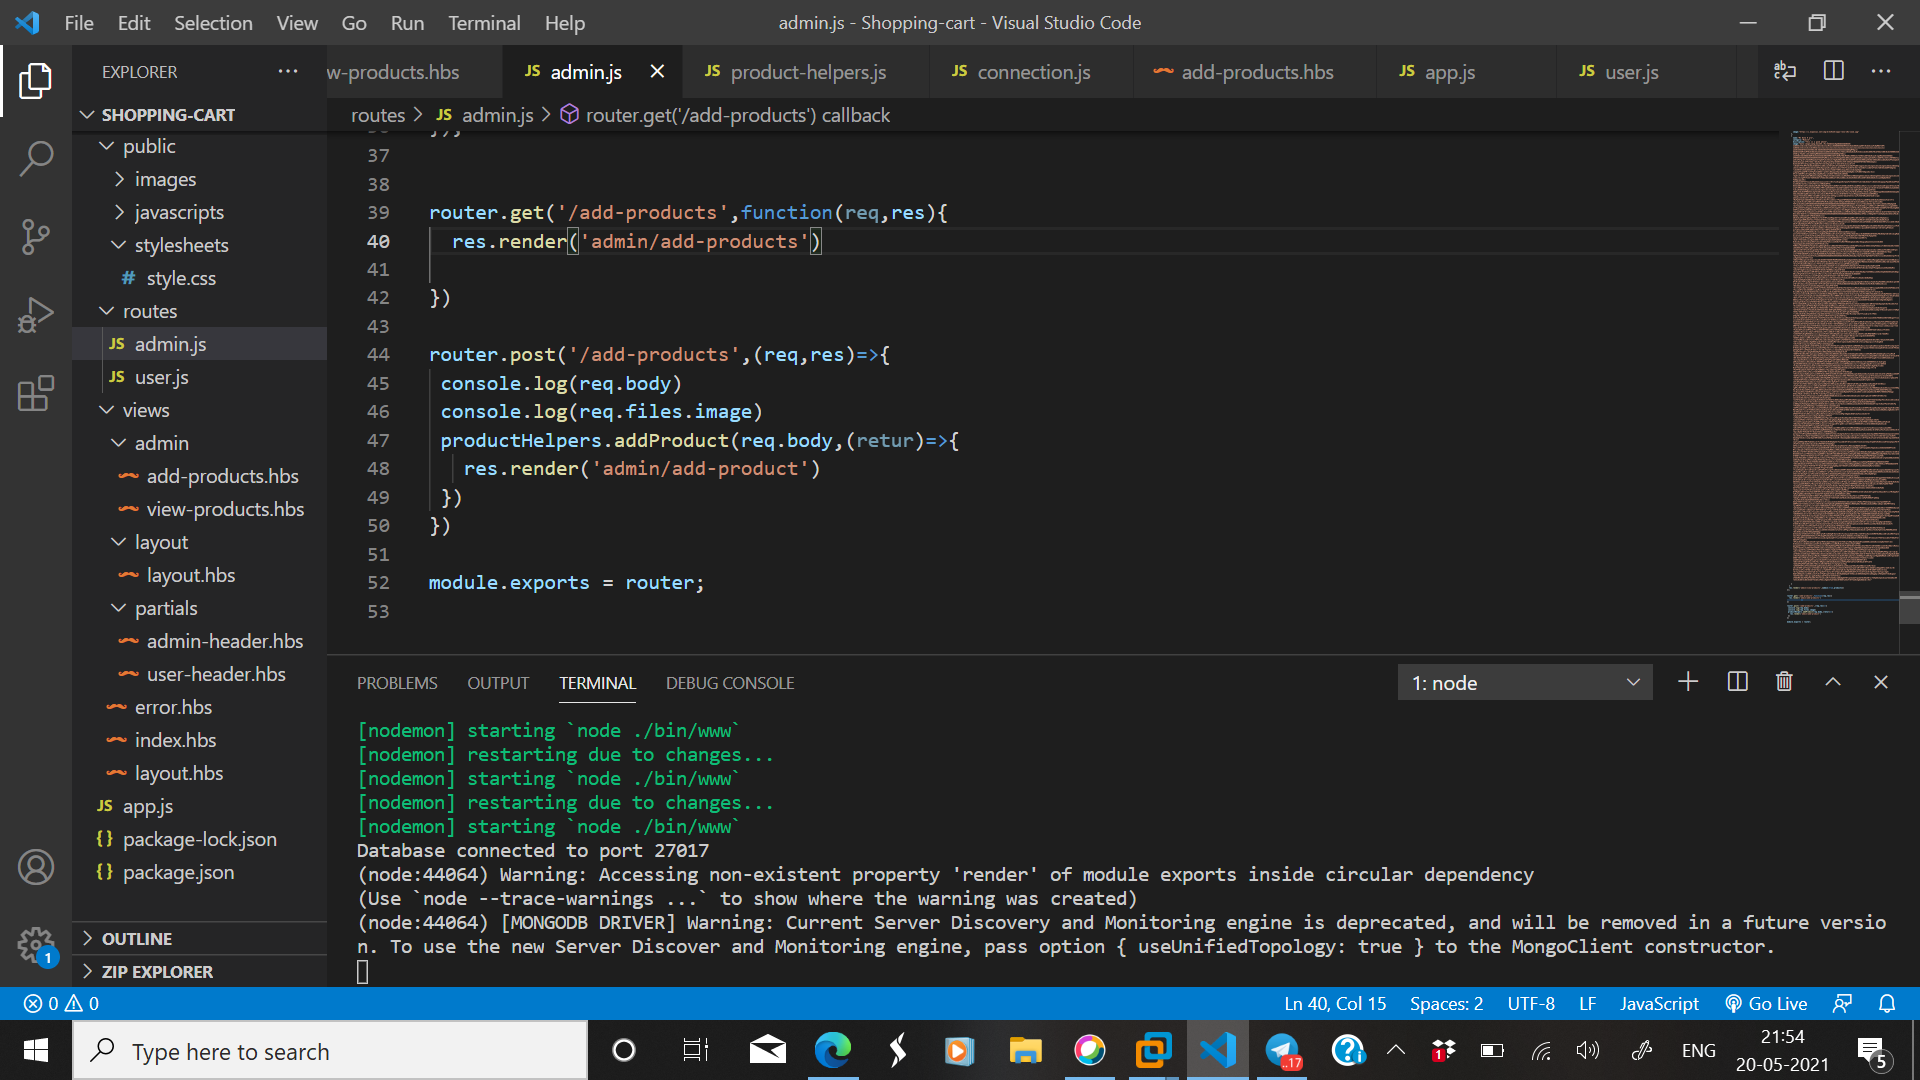 File Edit Selection View Go Run Terminal Help
admin.js - Shopping-cart - Visual Studio Code
EXPLORER
w-products.hbs
JS admin.js
JS product-helpers.js
JS connection.js
add-products.hbs
JS app.js
JS user.js
SHOPPING-CART
routes > JS admin.js > router.get('/add-products') callback
public
images
javascripts
stylesheets
# style.css
routes
JS admin.js
JS user.js
views
admin
add-products.hbs
view-products.hbs
layout
layout.hbs
partials
admin-header.hbs
user-header.hbs
error.hbs
index.hbs
layout.hbs
JS app.js
{} package-lock.json
{} package.json
OUTLINE
ZIP EXPLORER
37
38
39 router.get('/add-products',function(req,res){
40 res.render('admin/add-products')
41
42 })
43
44 router.post('/add-products',(req,res)=>{
45 console.log(req.body)
46 console.log(req.files.image)
47 productHelpers.addProduct(req.body,(retur)=>{
48 res.render('admin/add-product')
49 })
50 })
51
52 module.exports = router;
53
PROBLEMS OUTPUT TERMINAL DEBUG CONSOLE
1: node
[nodemon] starting `node ./bin/www`
[nodemon] restarting due to changes...
[nodemon] starting `node ./bin/www`
[nodemon] restarting due to changes...
[nodemon] starting `node ./bin/www`
Database connected to port 27017
(node:44064) Warning: Accessing non-existent property 'render' of module exports inside circular dependency
(Use `node --trace-warnings ...` to show where the warning was created)
(node:44064) [MONGODB DRIVER] Warning: Current Server Discovery and Monitoring engine is deprecated, and will be removed in a future versio
n. To use the new Server Discover and Monitoring engine, pass option { useUnifiedTopology: true } to the MongoClient constructor.
1
0 0
Ln 40, Col 15 Spaces: 2 UTF-8 LF JavaScript Go Live
Type here to search
..17
1
ENG
21:54
20-05-2021
5